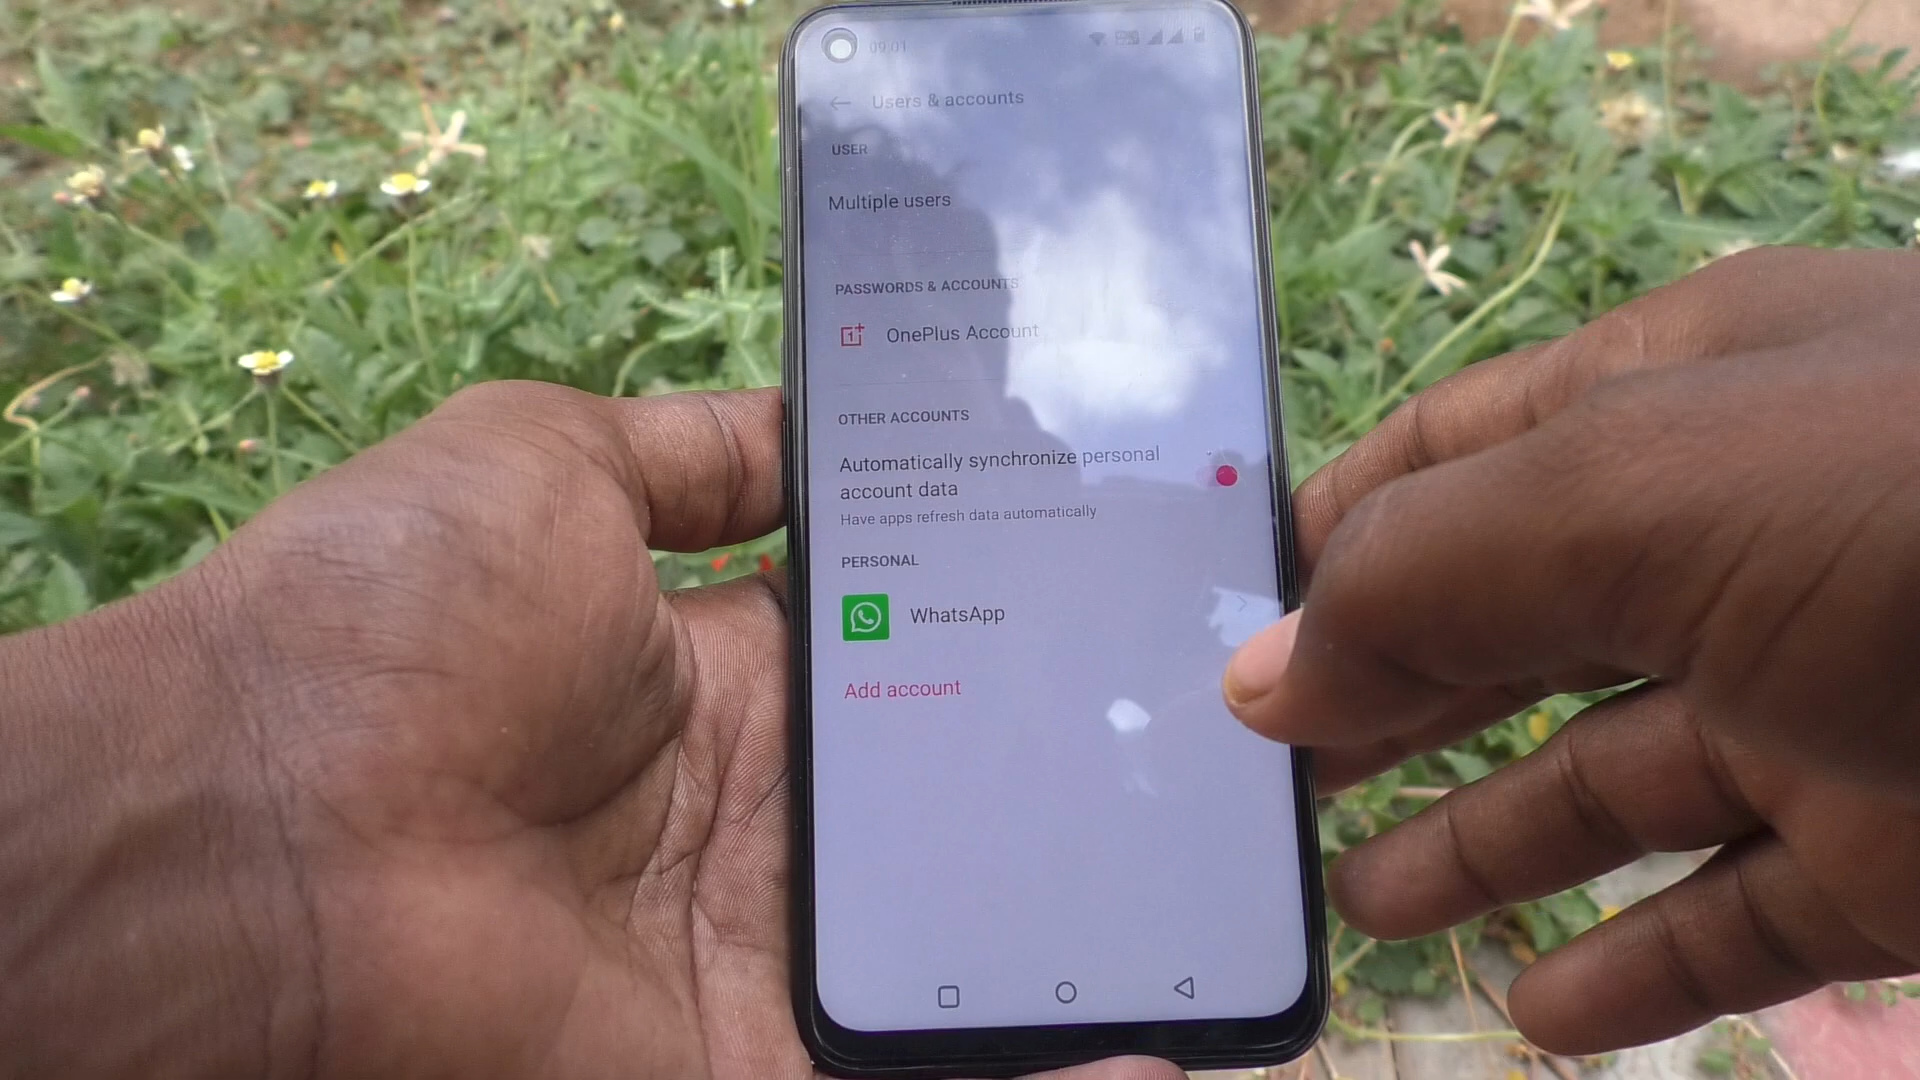 09:01
Users & accounts
USER
Multiple users
PASSWORDS & ACCOUNTS
OnePlus Account
OTHER ACCOUNTS
Automatically synchronize personal
account data
Have apps refresh data automatically
PERSONAL
WhatsApp
Add account